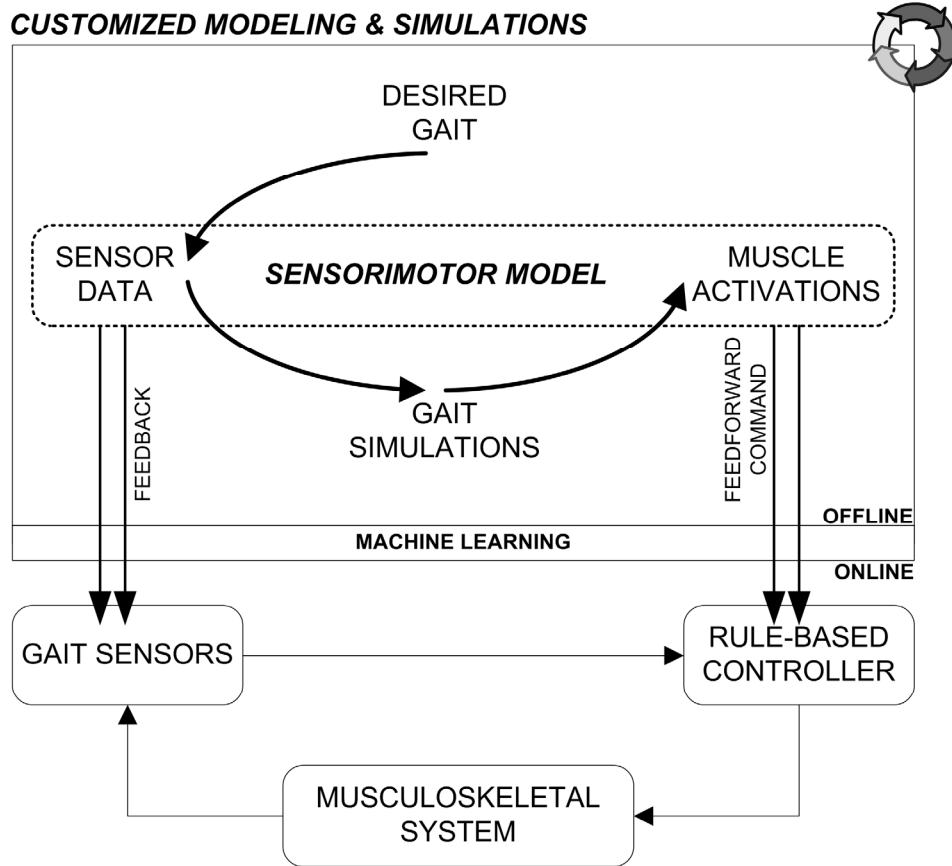 CUSTOMIZED MODELING & SIMULATIONS
DESIRED
GAIT
SENSOR
DATA
SENSORIMOTOR MODEL
MUSCLE
ACTIVATIONS
FEEDBACK
GAIT
SIMULATIONS
FEEDFORWARD
COMMAND
OFFLINE
MACHINE LEARNING
ONLINE
GAIT SENSORS
RULE-BASED
CONTROLLER
MUSCULOSKELETAL
SYSTEM